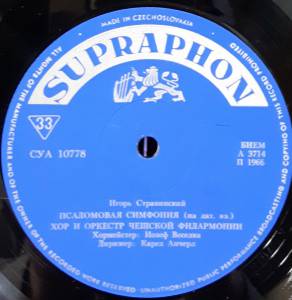 MADE IN CZECHOSLOVAKIA
ALL RIGHTS OF THE MANUFACTURER AND OF THE OWNER OF THE RECORDED WORK RESERVED · UNAUTHORIZED PUBLIC PERFORMANCE BROADCASTING AND COPYING OF THIS RECORD PROHIBITED
SUPRAPHON
33
СУА 10778
БИЕМ
А 3714
П 1966
Игорь Стравинский
ПСАЛОМОВАЯ СИМФОНИЯ (на лат. яз.)
ХОР И ОРКЕСТР ЧЕШСКОЙ ФИЛАРМОНИИ
Хормейстер: Иозеф Веселка
Дирижер: Карел Анчерл